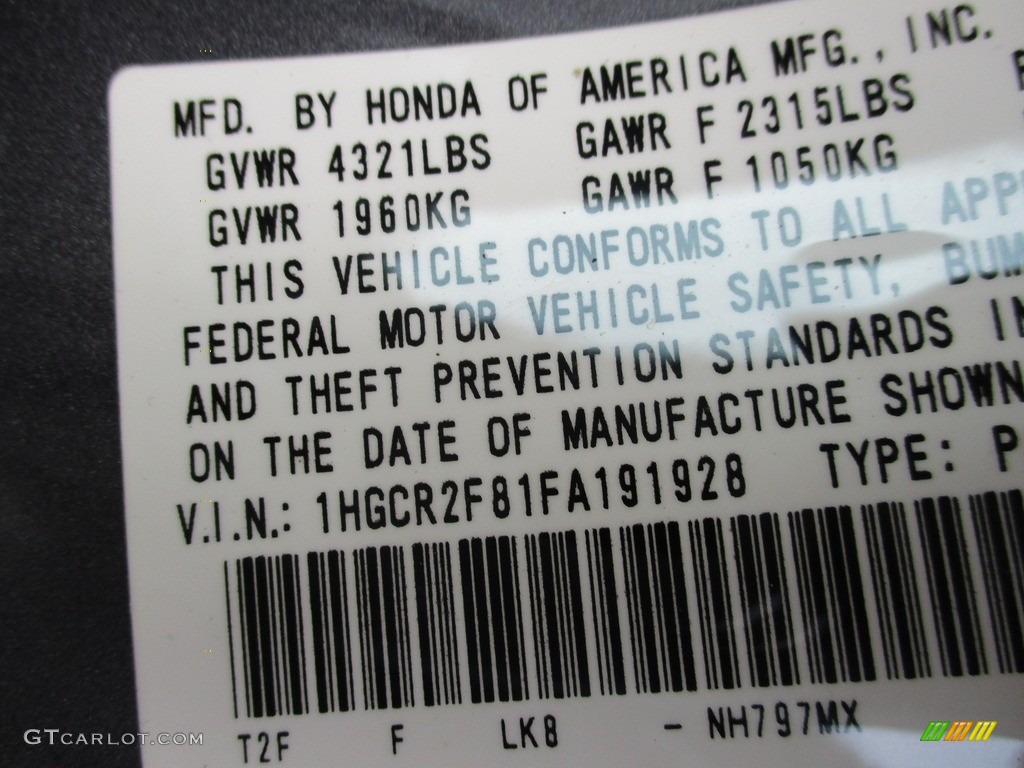 MFD. BY HONDA OF AMERICA MFG., INC.
GVWR 4321LBS GAWR F 2315LBS
GVWR 1960KG GAWR F 1050KG
THIS VEHICLE CONFORMS TO ALL APP
FEDERAL MOTOR VEHICLE SAFETY, BUM
AND THEFT PREVENTION STANDARDS IN
ON THE DATE OF MANUFACTURE SHOWN
V.I.N.: 1HGCR2F81FA191928 TYPE: P
T2F F LK8 - NH797MX
GTCARLOT.COM